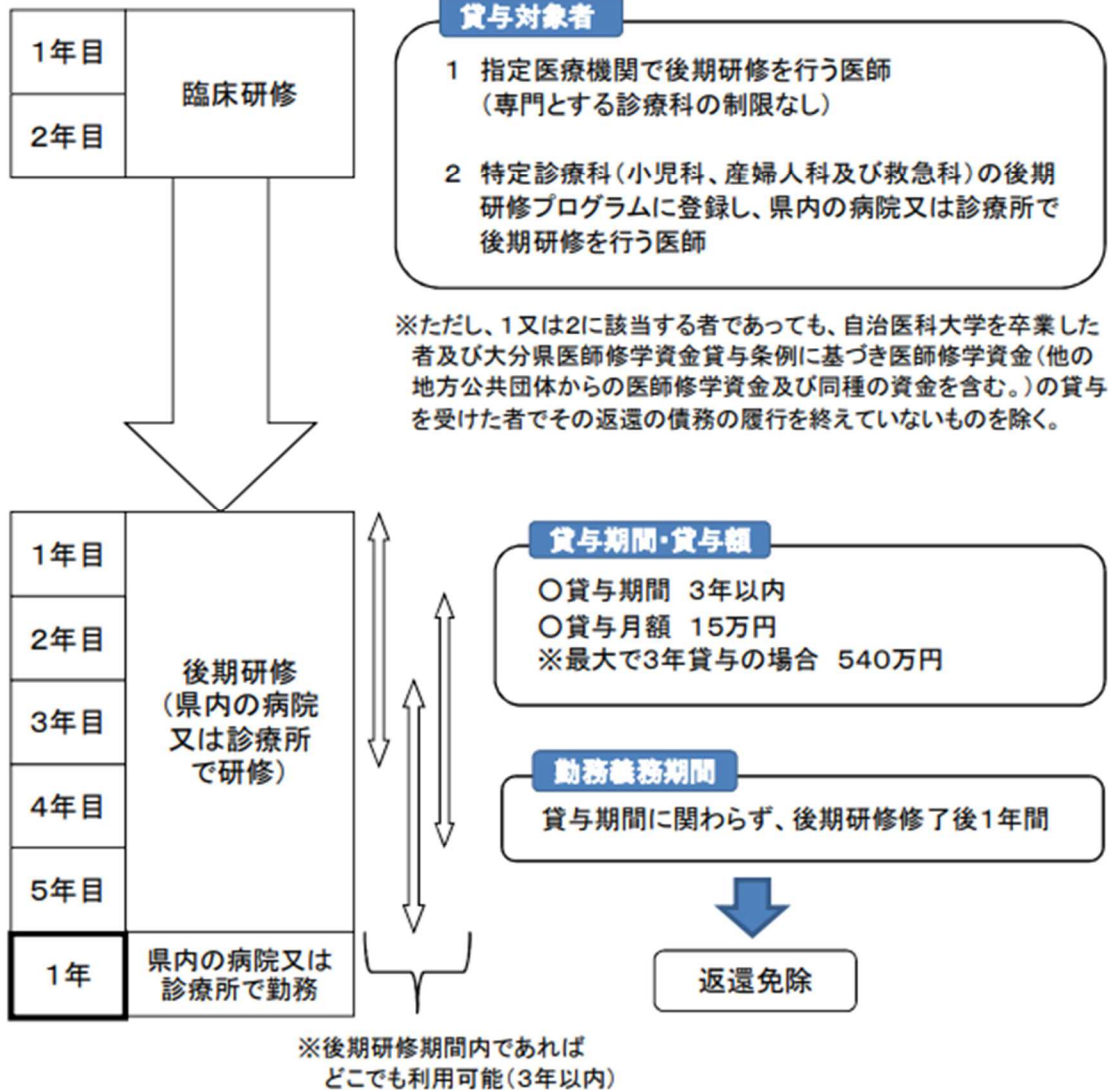 1年目
2年目
臨床研修
貸与対象者
1 指定医療機関で後期研修を行う医師
(専門とする診療科の制限なし)
2 特定診療科(小児科、産婦人科及び救急科)の後期
研修プログラムに登録し、県内の病院又は診療所で
後期研修を行う医師
※ただし、1又は2に該当する者であっても、自治医科大学を卒業した
者及び大分県医師修学資金貸与条例に基づき医師修学資金(他の
地方公共団体からの医師修学資金及び同種の資金を含む。)の貸与
を受けた者でその返還の債務の履行を終えていないものを除く。
1年目
2年目
3年目
4年目
5年目
後期研修
(県内の病院
又は診療所
で研修)
1年
県内の病院又は
診療所で勤務
貸与期間・貸与額
○貸与期間 3年以内
○貸与月額 15万円
※最大で3年貸与の場合 540万円
勤務義務期間
貸与期間に関わらず、後期研修修了後1年間
返還免除
※後期研修期間内であれば
どこでも利用可能(3年以内)